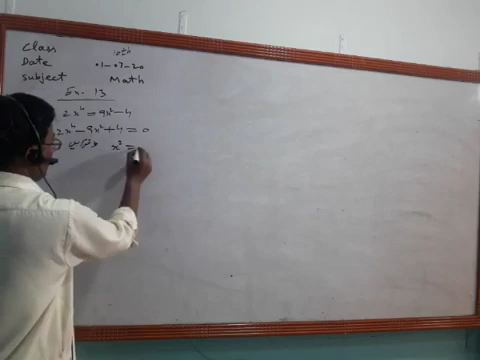 Class 10th
Date 01-07-20
Subject Math
Ex. 13
2x⁴ = 9x² - 4
2x⁴ - 9x² + 4 = 0
x² =